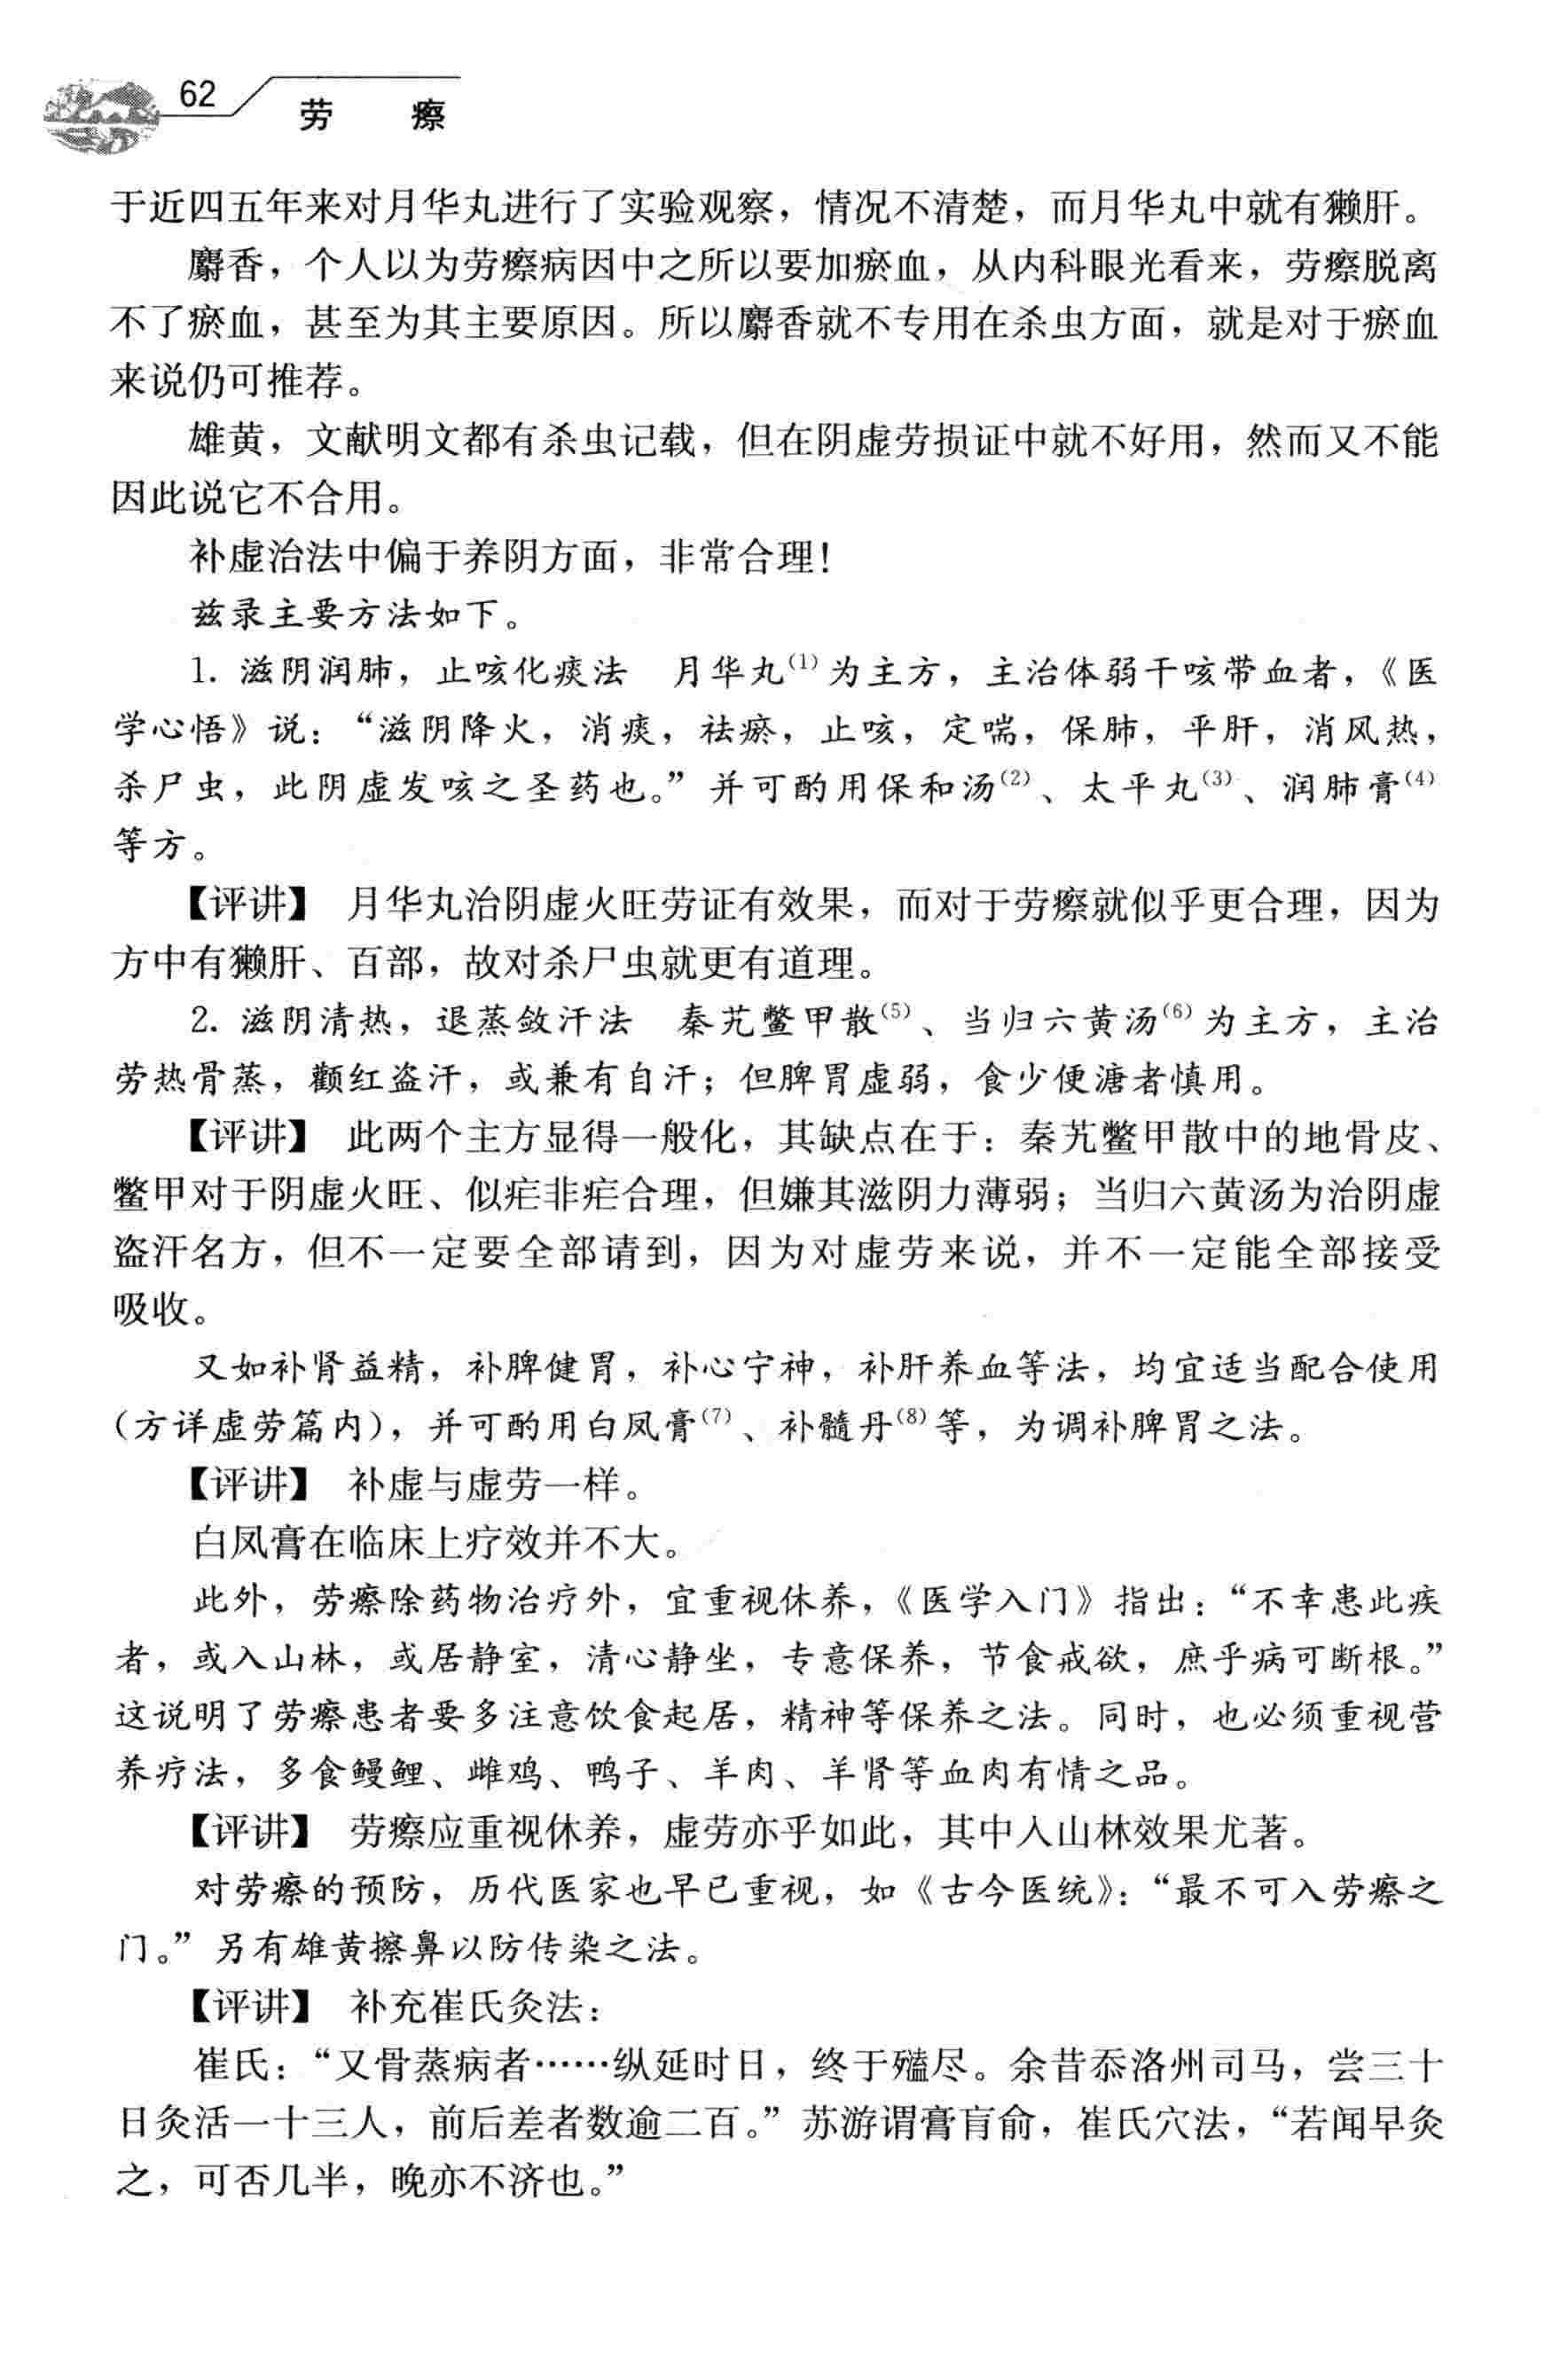 62
劳　瘵
于近四五年来对月华丸进行了实验观察，情况不清楚，而月华丸中就有獭肝。
麝香，个人以为劳瘵病因中之所以要加瘀血，从内科眼光看来，劳瘵脱离
不了瘀血，甚至为其主要原因。所以麝香就不专用在杀虫方面，就是对于瘀血
来说仍可推荐。
雄黄，文献明文都有杀虫记载，但在阴虚劳损证中就不好用，然而又不能
因此说它不合用。
补虚治法中偏于养阴方面，非常合理！
兹录主要方法如下。
1. 滋阴润肺，止咳化痰法　月华丸⁽¹⁾为主方，主治体弱干咳带血者，《医
学心悟》说：“滋阴降火，消痰，祛瘀，止咳，定喘，保肺，平肝，消风热，
杀尸虫，此阴虚发咳之圣药也。”并可酌用保和汤⁽²⁾、太平丸⁽³⁾、润肺膏⁽⁴⁾
等方。
【评讲】　月华丸治阴虚火旺劳证有效果，而对于劳瘵就似乎更合理，因为
方中有獭肝、百部，故对杀尸虫就更有道理。
2. 滋阴清热，退蒸敛汗法　秦艽鳖甲散⁽⁵⁾、当归六黄汤⁽⁶⁾为主方，主治
劳热骨蒸，颧红盗汗，或兼有自汗；但脾胃虚弱，食少便溏者慎用。
【评讲】　此两个主方显得一般化，其缺点在于：秦艽鳖甲散中的地骨皮、
鳖甲对于阴虚火旺、似疟非疟合理，但嫌其滋阴力薄弱；当归六黄汤为治阴虚
盗汗名方，但不一定要全部请到，因为对虚劳来说，并不一定能全部接受
吸收。
又如补肾益精，补脾健胃，补心宁神，补肝养血等法，均宜适当配合使用
（方详虚劳篇内），并可酌用白凤膏⁽⁷⁾、补髓丹⁽⁸⁾等，为调补脾胃之法。
【评讲】　补虚与虚劳一样。
白凤膏在临床上疗效并不大。
此外，劳瘵除药物治疗外，宜重视休养，《医学入门》指出：“不幸患此疾
者，或入山林，或居静室，清心静坐，专意保养，节食戒欲，庶乎病可断根。”
这说明了劳瘵患者要多注意饮食起居，精神等保养之法。同时，也必须重视营
养疗法，多食鳗鲤、雌鸡、鸭子、羊肉、羊肾等血肉有情之品。
【评讲】　劳瘵应重视休养，虚劳亦乎如此，其中入山林效果尤著。
对劳瘵的预防，历代医家也早已重视，如《古今医统》：“最不可入劳瘵之
门。”另有雄黄擦鼻以防传染之法。
【评讲】　补充崔氏灸法：
崔氏：“又骨蒸病者……纵延时日，终于殪尽。余昔忝洛州司马，尝三十
日灸活一十三人，前后差者数逾二百。”苏游谓膏肓俞，崔氏穴法，“若闻早灸
之，可否几半，晚亦不济也。”